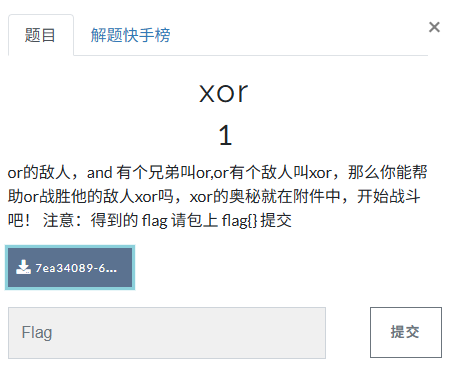 题目 解题快手榜 ×
xor
1
or的敌人，and 有个兄弟叫or,or有个敌人叫xor，那么你能帮
助or战胜他的敌人xor吗，xor的奥秘就在附件中，开始战斗
吧！ 注意：得到的 flag 请包上 flag{} 提交
7ea34089-6...
Flag 提交